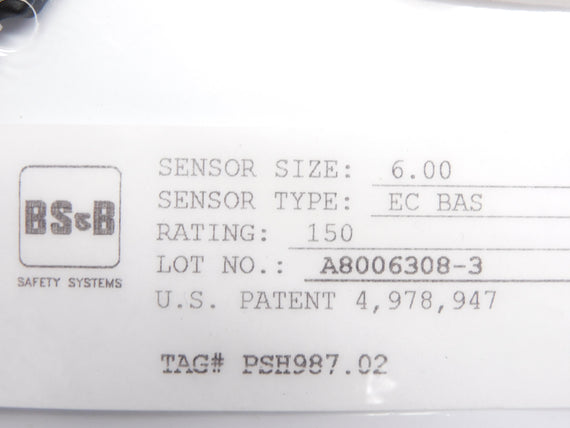 SENSOR SIZE: 6.00
SENSOR TYPE: EC BAS
RATING: 150
LOT NO.: A8006308-3
U.S. PATENT 4,978,947
TAG# PSH987.02
BS&B
SAFETY SYSTEMS